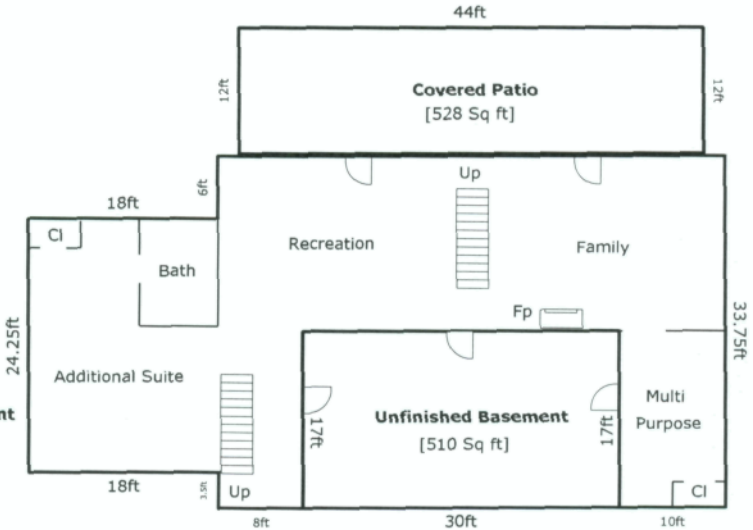 44ft
12ft
Covered Patio
[528 Sq ft]
12ft
6ft
Up
18ft
Cl
Recreation
Family
Bath
24.25ft
Fp
33.75ft
Additional Suite
Multi
Purpose
nt
17ft
Unfinished Basement
[510 Sq ft]
17ft
18ft
3.5ft
Up
Cl
8ft
30ft
10ft